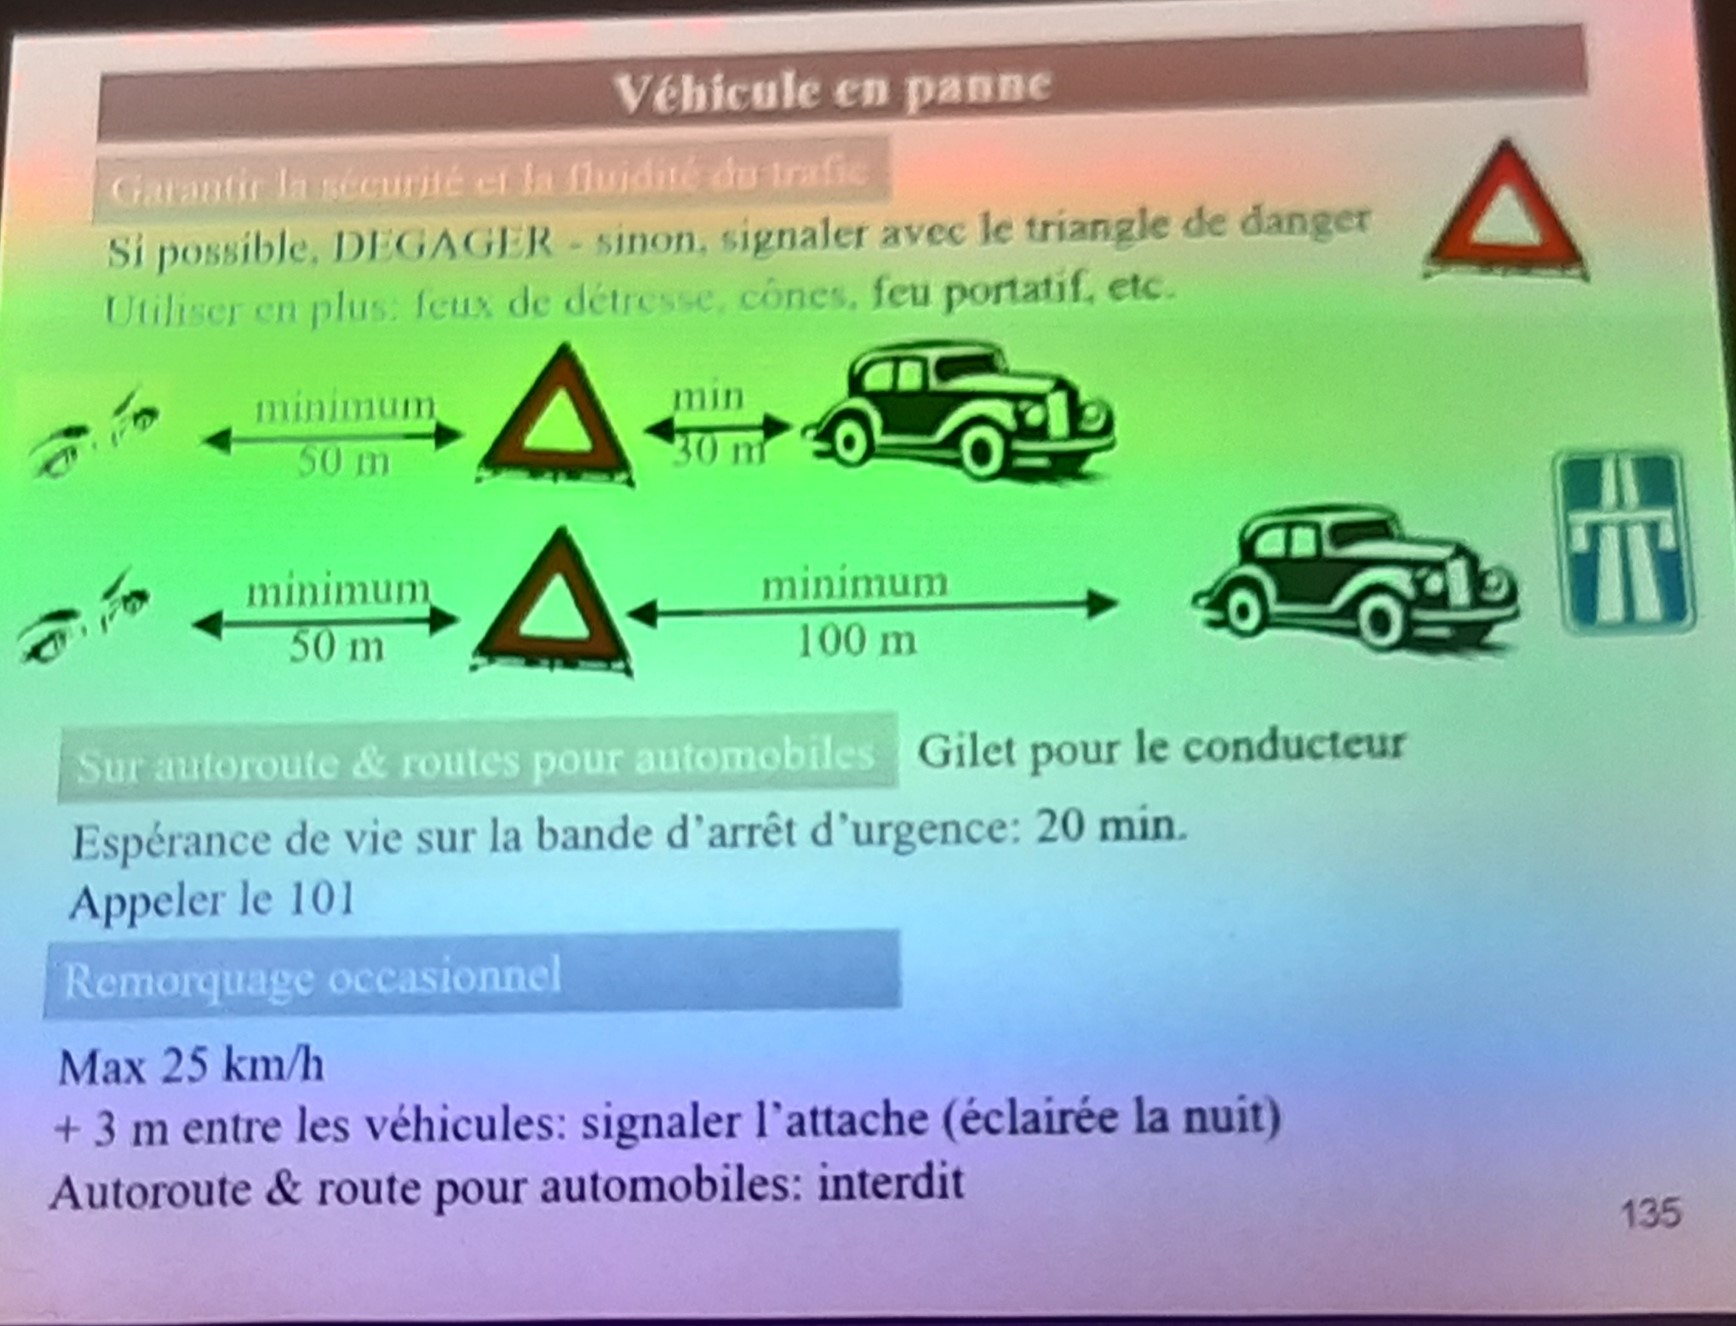 Véhicule en panne
Garantir la sécurité et la fluidité du trafic
Si possible, DEGAGER - sinon, signaler avec le triangle de danger
Utiliser en plus: feux de détresse, cônes, feu portatif, etc.
minimum
50 m
min
30 m
minimum
50 m
minimum
100 m
Sur autoroute & routes pour automobiles
Gilet pour le conducteur
Espérance de vie sur la bande d'arrêt d'urgence: 20 min.
Appeler le 101
Remorquage occasionnel
Max 25 km/h
+ 3 m entre les véhicules: signaler l'attache (éclairée la nuit)
Autoroute & route pour automobiles: interdit
135